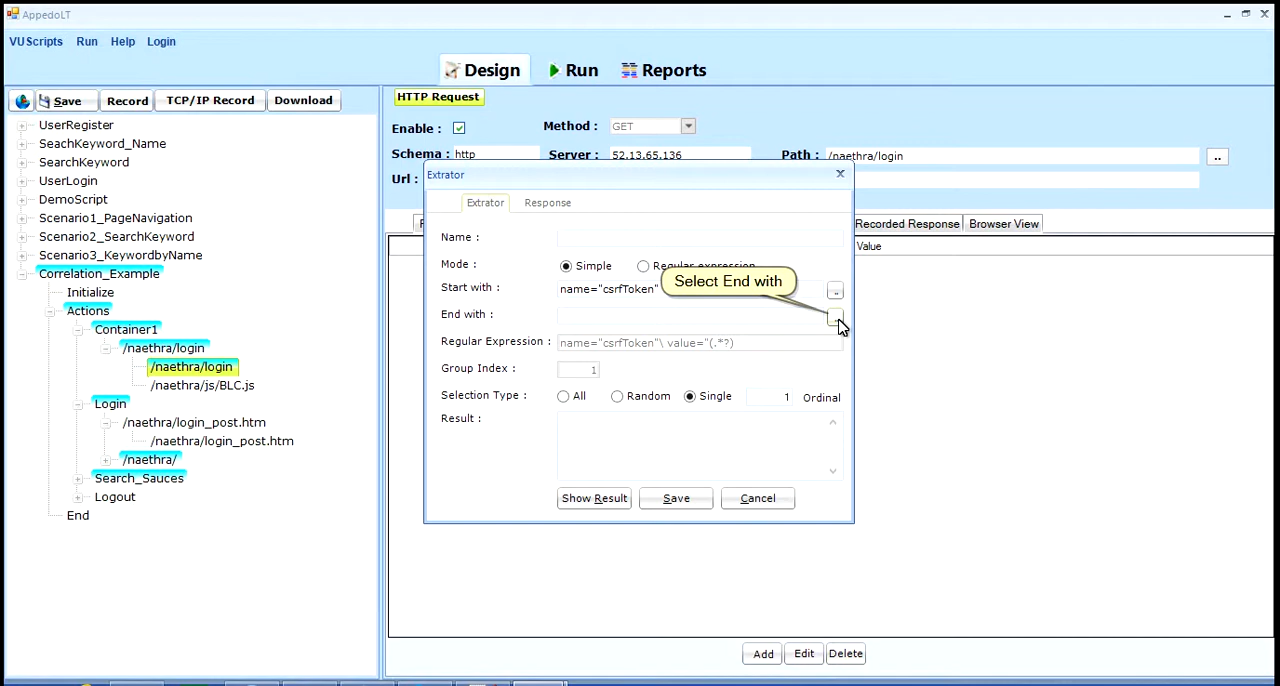 AppedoLT
VUScripts Run Help Login
Design Run Reports
Save Record TCP/IP Record Download
HTTP Request
UserRegister
SeachKeyword_Name
SearchKeyword
UserLogin
DemoScript
Scenario1_PageNavigation
Scenario2_SearchKeyword
Scenario3_KeywordbyName
Correlation_Example
Initialize
Actions
Container1
/naethra/login
/naethra/login
/naethra/js/BLC.js
Login
/naethra/login_post.htm
/naethra/login_post.htm
/naethra/
Search_Sauces
Logout
End
Enable : Method : GET
Schema : http Server : 52.13.65.136 Path : /naethra/login ..
Url :
Recorded Response Browser View
Value
Extrator
Extrator Response
Name :
Mode : Simple Regular expression
Select End with
Start with : name="csrfToken" ..
End with :
Regular Expression : name="csrfToken"\ value="(.*?)
Group Index : 1
Selection Type : All Random Single 1 Ordinal
Result :
Show Result Save Cancel
Add Edit Delete